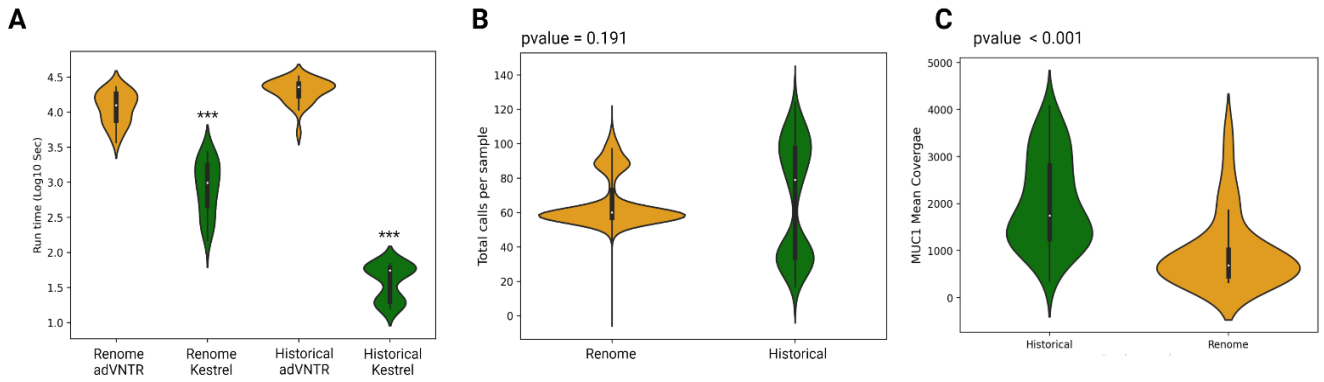 A
B
C
pvalue = 0.191
pvalue < 0.001
Run time (Log10 Sec)
4.5
4.0
3.5
3.0
2.5
2.0
1.5
1.0
***
***
Renome
adVNTR
Renome
Kestrel
Historical
adVNTR
Historical
Kestrel
Total calls per sample
140
120
100
80
60
40
20
0
Renome
Historical
MUC1 Mean Covergae
5000
4000
3000
2000
1000
0
Historical
Renome